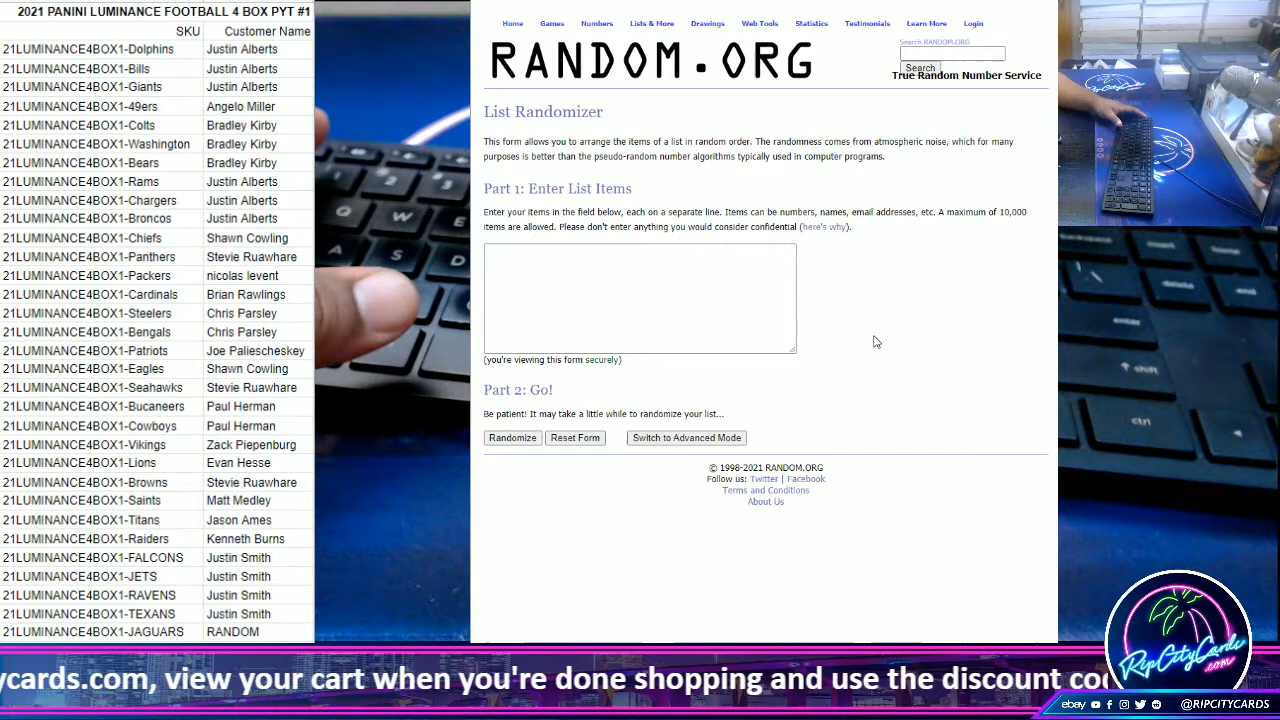 2021 PANINI LUMINANCE FOOTBALL 4 BOX PYT #1
SKU Customer Name
21LUMINANCE4BOX1-Dolphins Justin Alberts
21LUMINANCE4BOX1-Bills Justin Alberts
21LUMINANCE4BOX1-Giants Justin Alberts
21LUMINANCE4BOX1-49ers Angelo Miller
21LUMINANCE4BOX1-Colts Bradley Kirby
21LUMINANCE4BOX1-Washington Bradley Kirby
21LUMINANCE4BOX1-Bears Bradley Kirby
21LUMINANCE4BOX1-Rams Justin Alberts
21LUMINANCE4BOX1-Chargers Justin Alberts
21LUMINANCE4BOX1-Broncos Justin Alberts
21LUMINANCE4BOX1-Chiefs Shawn Cowling
21LUMINANCE4BOX1-Panthers Stevie Ruawhare
21LUMINANCE4BOX1-Packers nicolas levent
21LUMINANCE4BOX1-Cardinals Brian Rawlings
21LUMINANCE4BOX1-Steelers Chris Parsley
21LUMINANCE4BOX1-Bengals Chris Parsley
21LUMINANCE4BOX1-Patriots Joe Paliescheskey
21LUMINANCE4BOX1-Eagles Shawn Cowling
21LUMINANCE4BOX1-Seahawks Stevie Ruawhare
21LUMINANCE4BOX1-Bucaneers Paul Herman
21LUMINANCE4BOX1-Cowboys Paul Herman
21LUMINANCE4BOX1-Vikings Zack Piepenburg
21LUMINANCE4BOX1-Lions Evan Hesse
21LUMINANCE4BOX1-Browns Stevie Ruawhare
21LUMINANCE4BOX1-Saints Matt Medley
21LUMINANCE4BOX1-Titans Jason Ames
21LUMINANCE4BOX1-Raiders Kenneth Burns
21LUMINANCE4BOX1-FALCONS Justin Smith
21LUMINANCE4BOX1-JETS Justin Smith
21LUMINANCE4BOX1-RAVENS Justin Smith
21LUMINANCE4BOX1-TEXANS Justin Smith
21LUMINANCE4BOX1-JAGUARS RANDOM
1 2
Q W E
A S D
Home Games Numbers Lists & More Drawings Web Tools Statistics Testimonials Learn More Login
Search RANDOM.ORG
RANDOM.ORG
Search
True Random Number Service
List Randomizer
This form allows you to arrange the items of a list in random order. The randomness comes from atmospheric noise, which for many
purposes is better than the pseudo-random number algorithms typically used in computer programs.
Part 1: Enter List Items
Enter your items in the field below, each on a separate line. Items can be numbers, names, email addresses, etc. A maximum of 10,000
items are allowed. Please don't enter anything you would consider confidential (here's why).
(you're viewing this form securely)
Part 2: Go!
Be patient! It may take a little while to randomize your list...
Randomize Reset Form Switch to Advanced Mode
© 1998-2021 RANDOM.ORG
Follow us: Twitter | Facebook
Terms and Conditions
About Us
RipCityCards
insert
delete
enter
shift
ctrl
RipCityCards
.com
ycards.com, view your cart when you're done shopping and use the discount co
ebay @RIPCITYCARDS